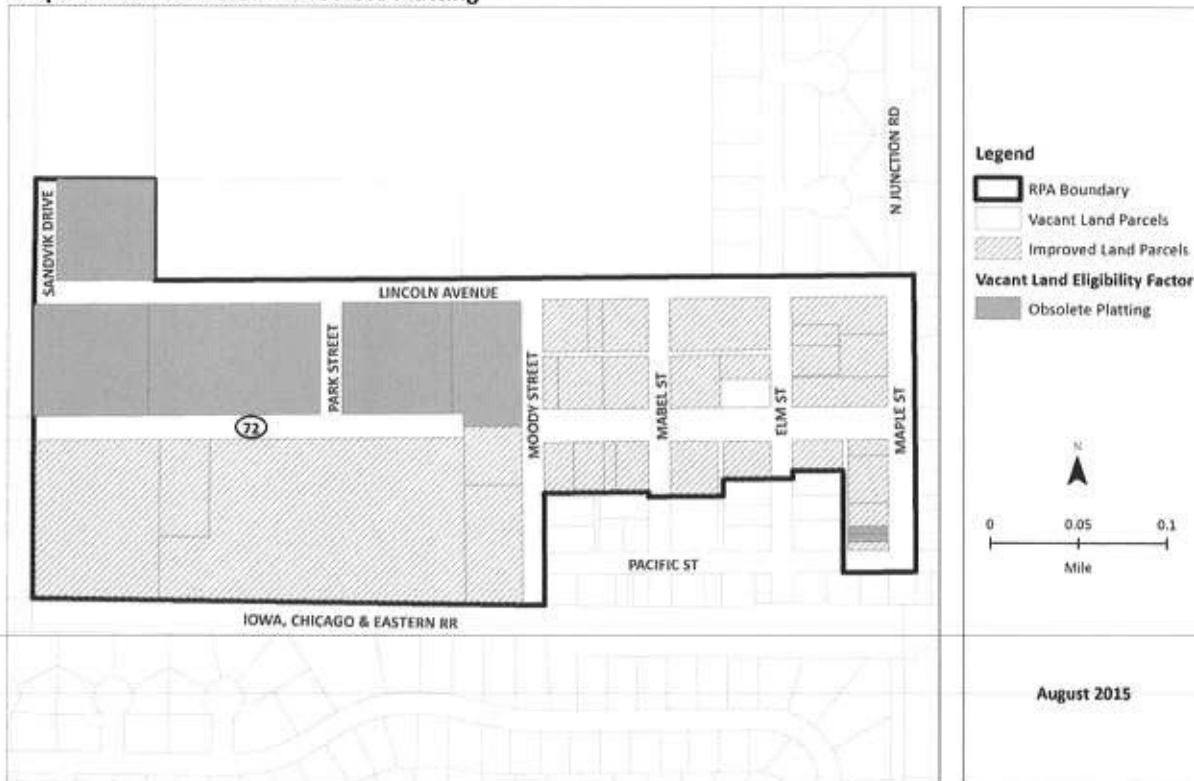 N JUNCTION RD
SANDVIK DRIVE
LINCOLN AVENUE
PARK STREET
72
MOODY STREET
MABEL ST
ELM ST
MAPLE ST
PACIFIC ST
IOWA, CHICAGO & EASTERN RR
Legend
RPA Boundary
Vacant Land Parcels
Improved Land Parcels
Vacant Land Eligibility Factor
Obsolete Platting
N
0 0.05 0.1
Mile
August 2015